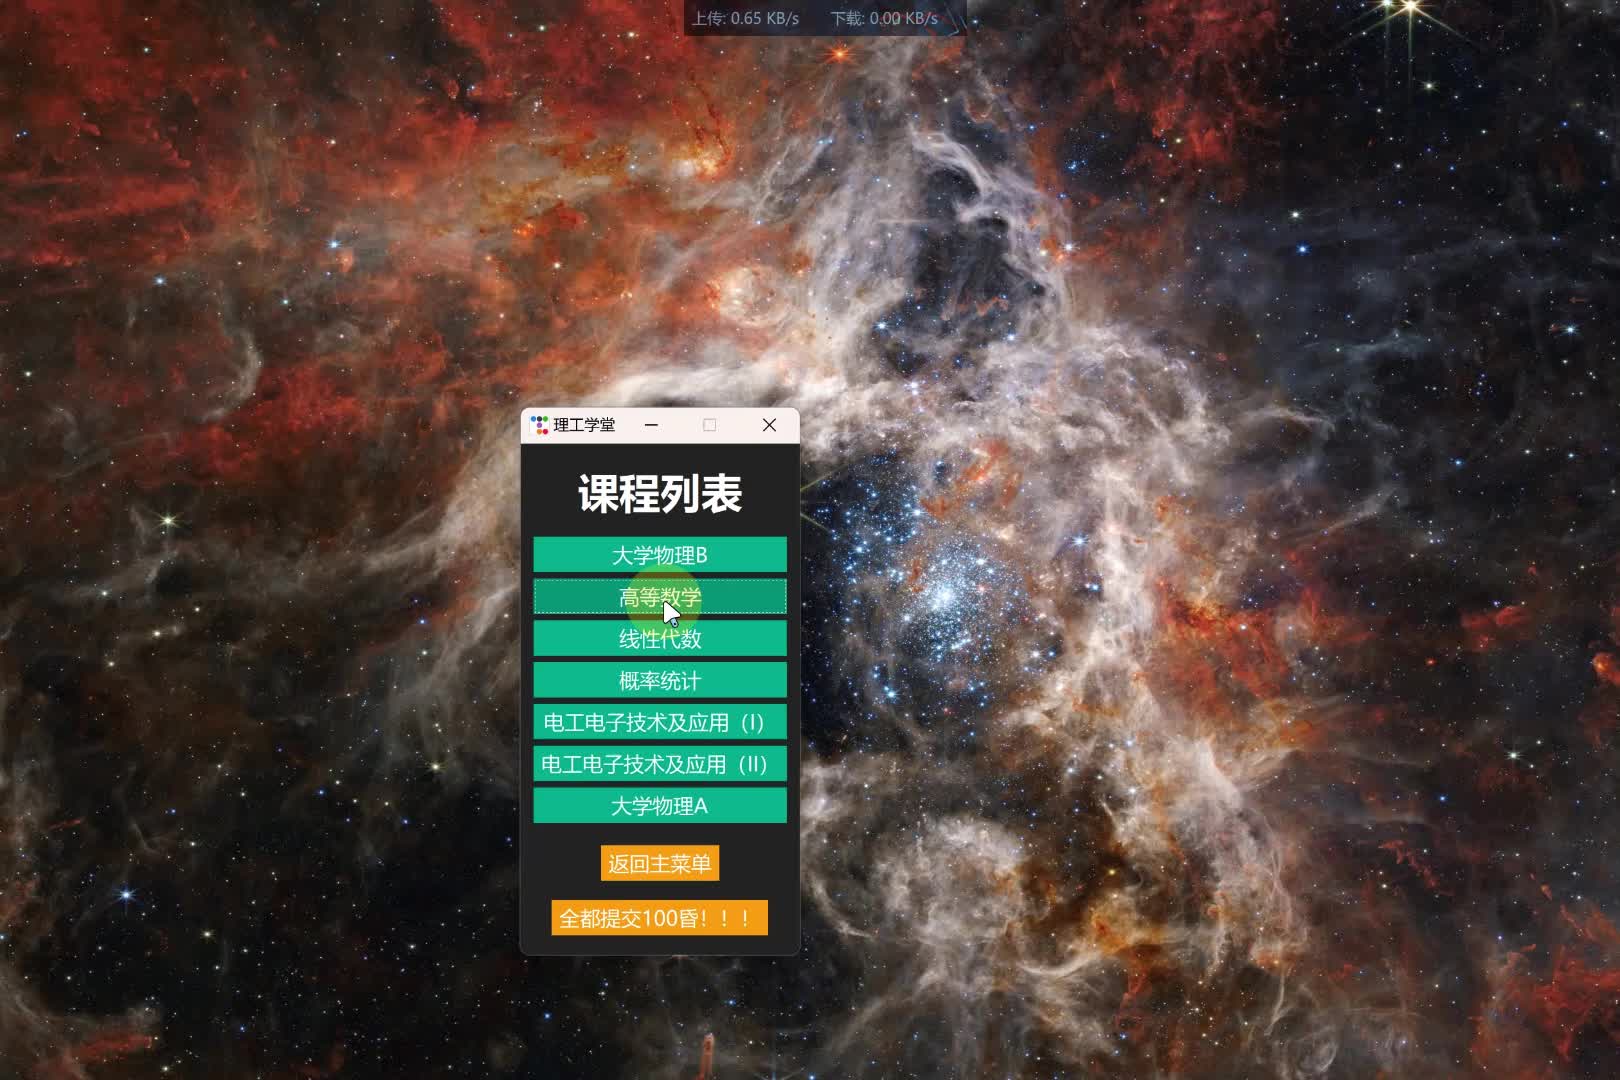 上传: 0.65 KB/s 下载: 0.00 KB/s
理工学堂
课程列表
大学物理B
高等数学
线性代数
概率统计
电工电子技术及应用（I）
电工电子技术及应用（II）
大学物理A
返回主菜单
全都提交100昏！！！